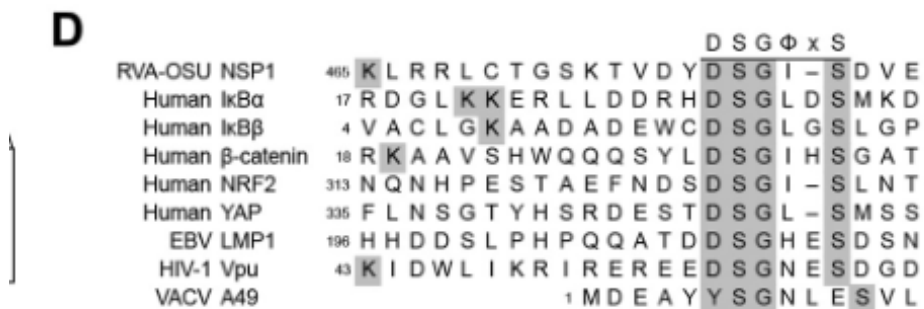 D
D S G Φ x S
RVA-OSU NSP1 465 K L R R L C T G S K T V D Y D S G I – S D V E
Human IκBα 17 R D G L K K E R L L D D R H D S G L D S M K D
Human IκBβ 4 V A C L G K A A D A D E W C D S G L G S L G P
Human β-catenin 18 R K A A V S H W Q Q Q S Y L D S G I H S G A T
Human NRF2 313 N Q N H P E S T A E F N D S D S G I – S L N T
Human YAP 335 F L N S G T Y H S R D E S T D S G L – S M S S
EBV LMP1 196 H H D D S L P H P Q Q A T D D S G H E S D S N
HIV-1 Vpu 43 K I D W L I K R I R E R E E D S G N E S D G D
VACV A49 1 M D E A Y Y S G N L E S V L